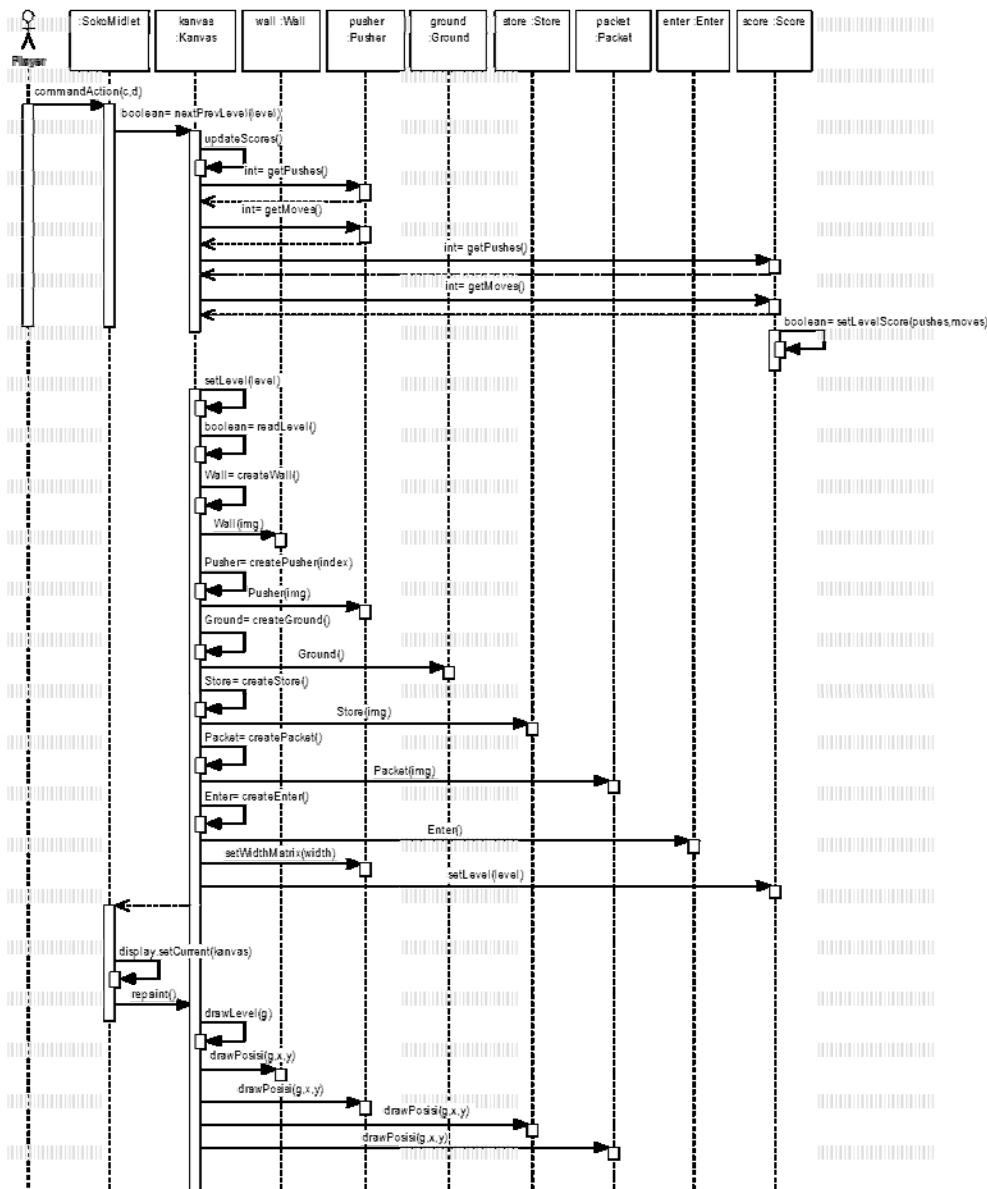 :SokoMidlet
kanvas
:Kanvas
wall :Wall
pusher
:Pusher
ground
:Ground
store :Store
packet
:Packet
enter :Enter
score :Score
Player
commandAction(c,d)
boolean= nextPrevLevel(level)
updateScores()
int= getPushes()
int= getMoves()
int= getPushes()
int= getMoves()
boolean= setLevelScore(pushes,moves)
setLevel(level)
boolean= readLevel()
Wall= createWall()
Wall(img)
Pusher= createPusher(index)
Pusher(img)
Ground= createGround()
Ground()
Store= createStore()
Store(img)
Packet= createPacket()
Packet(img)
Enter= createEnter()
Enter()
setWidthMatrix(width)
setLevel(level)
display.setCurrent(kanvas)
repaint()
drawLevel(g)
drawPosisi(g,x,y)
drawPosisi(g,x,y)
drawPosisi(g,x,y)
drawPosisi(g,x,y)